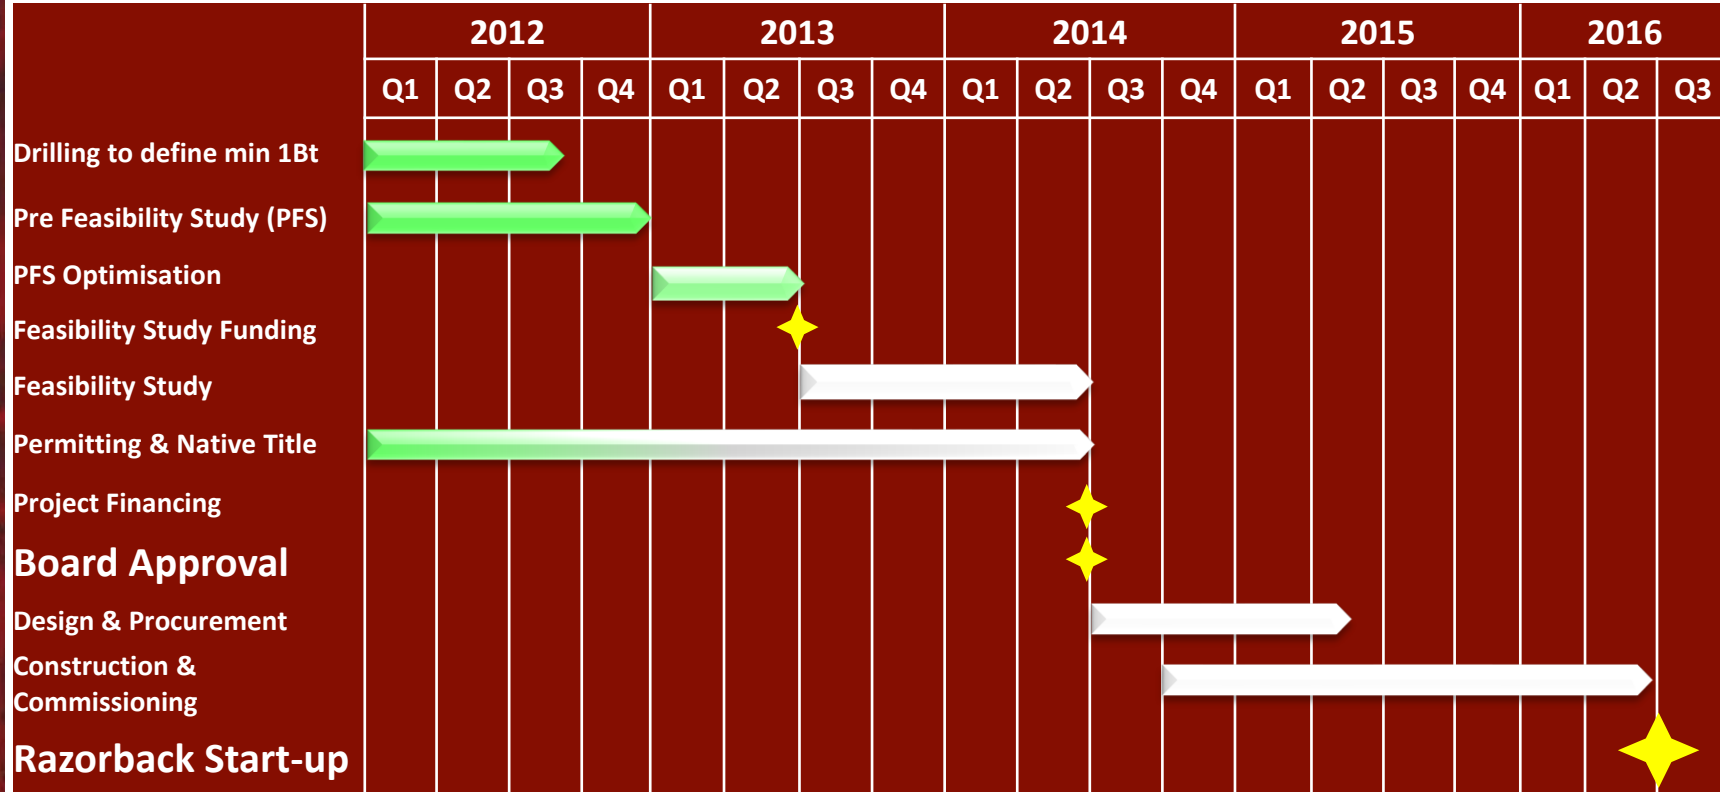 2012 2013 2014 2015 2016
Q1 Q2 Q3 Q4 Q1 Q2 Q3 Q4 Q1 Q2 Q3 Q4 Q1 Q2 Q3 Q4 Q1 Q2 Q3
Drilling to define min 1Bt
Pre Feasibility Study (PFS)
PFS Optimisation
Feasibility Study Funding
Feasibility Study
Permitting & Native Title
Project Financing
Board Approval
Design & Procurement
Construction &
Commissioning
Razorback Start-up